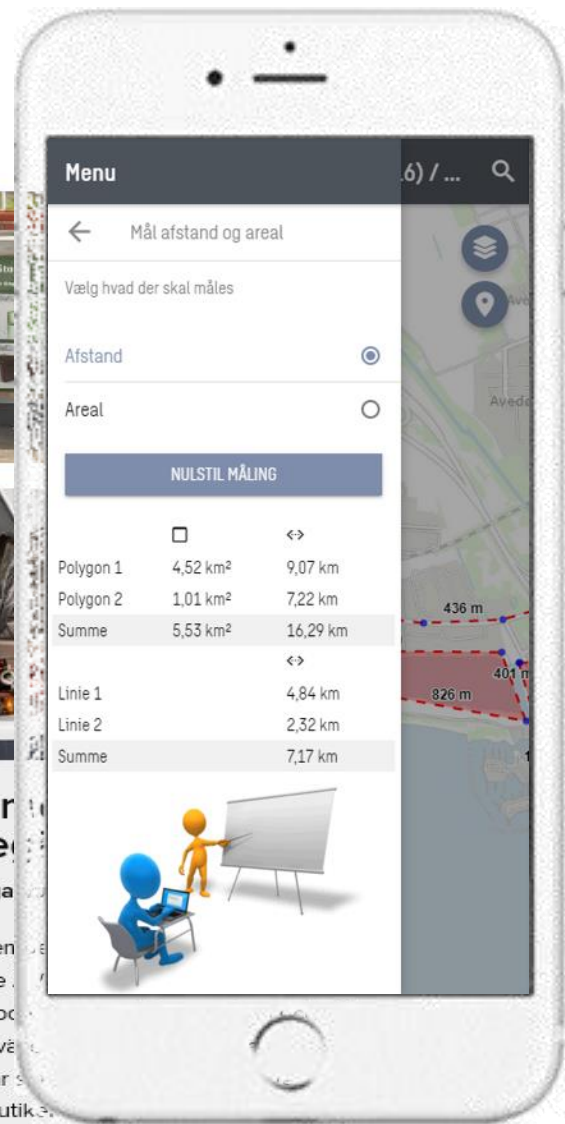 Menu
.6) / ...
Mål afstand og areal
Vælg hvad der skal måles
Afstand
Areal
NULSTIL MÅLING
Polygon 1 4,52 km² 9,07 km
Polygon 2 1,01 km² 7,22 km
Summe 5,53 km² 16,29 km
Linie 1 4,84 km
Linie 2 2,32 km
Summe 7,17 km
436 m
401 m
826 m